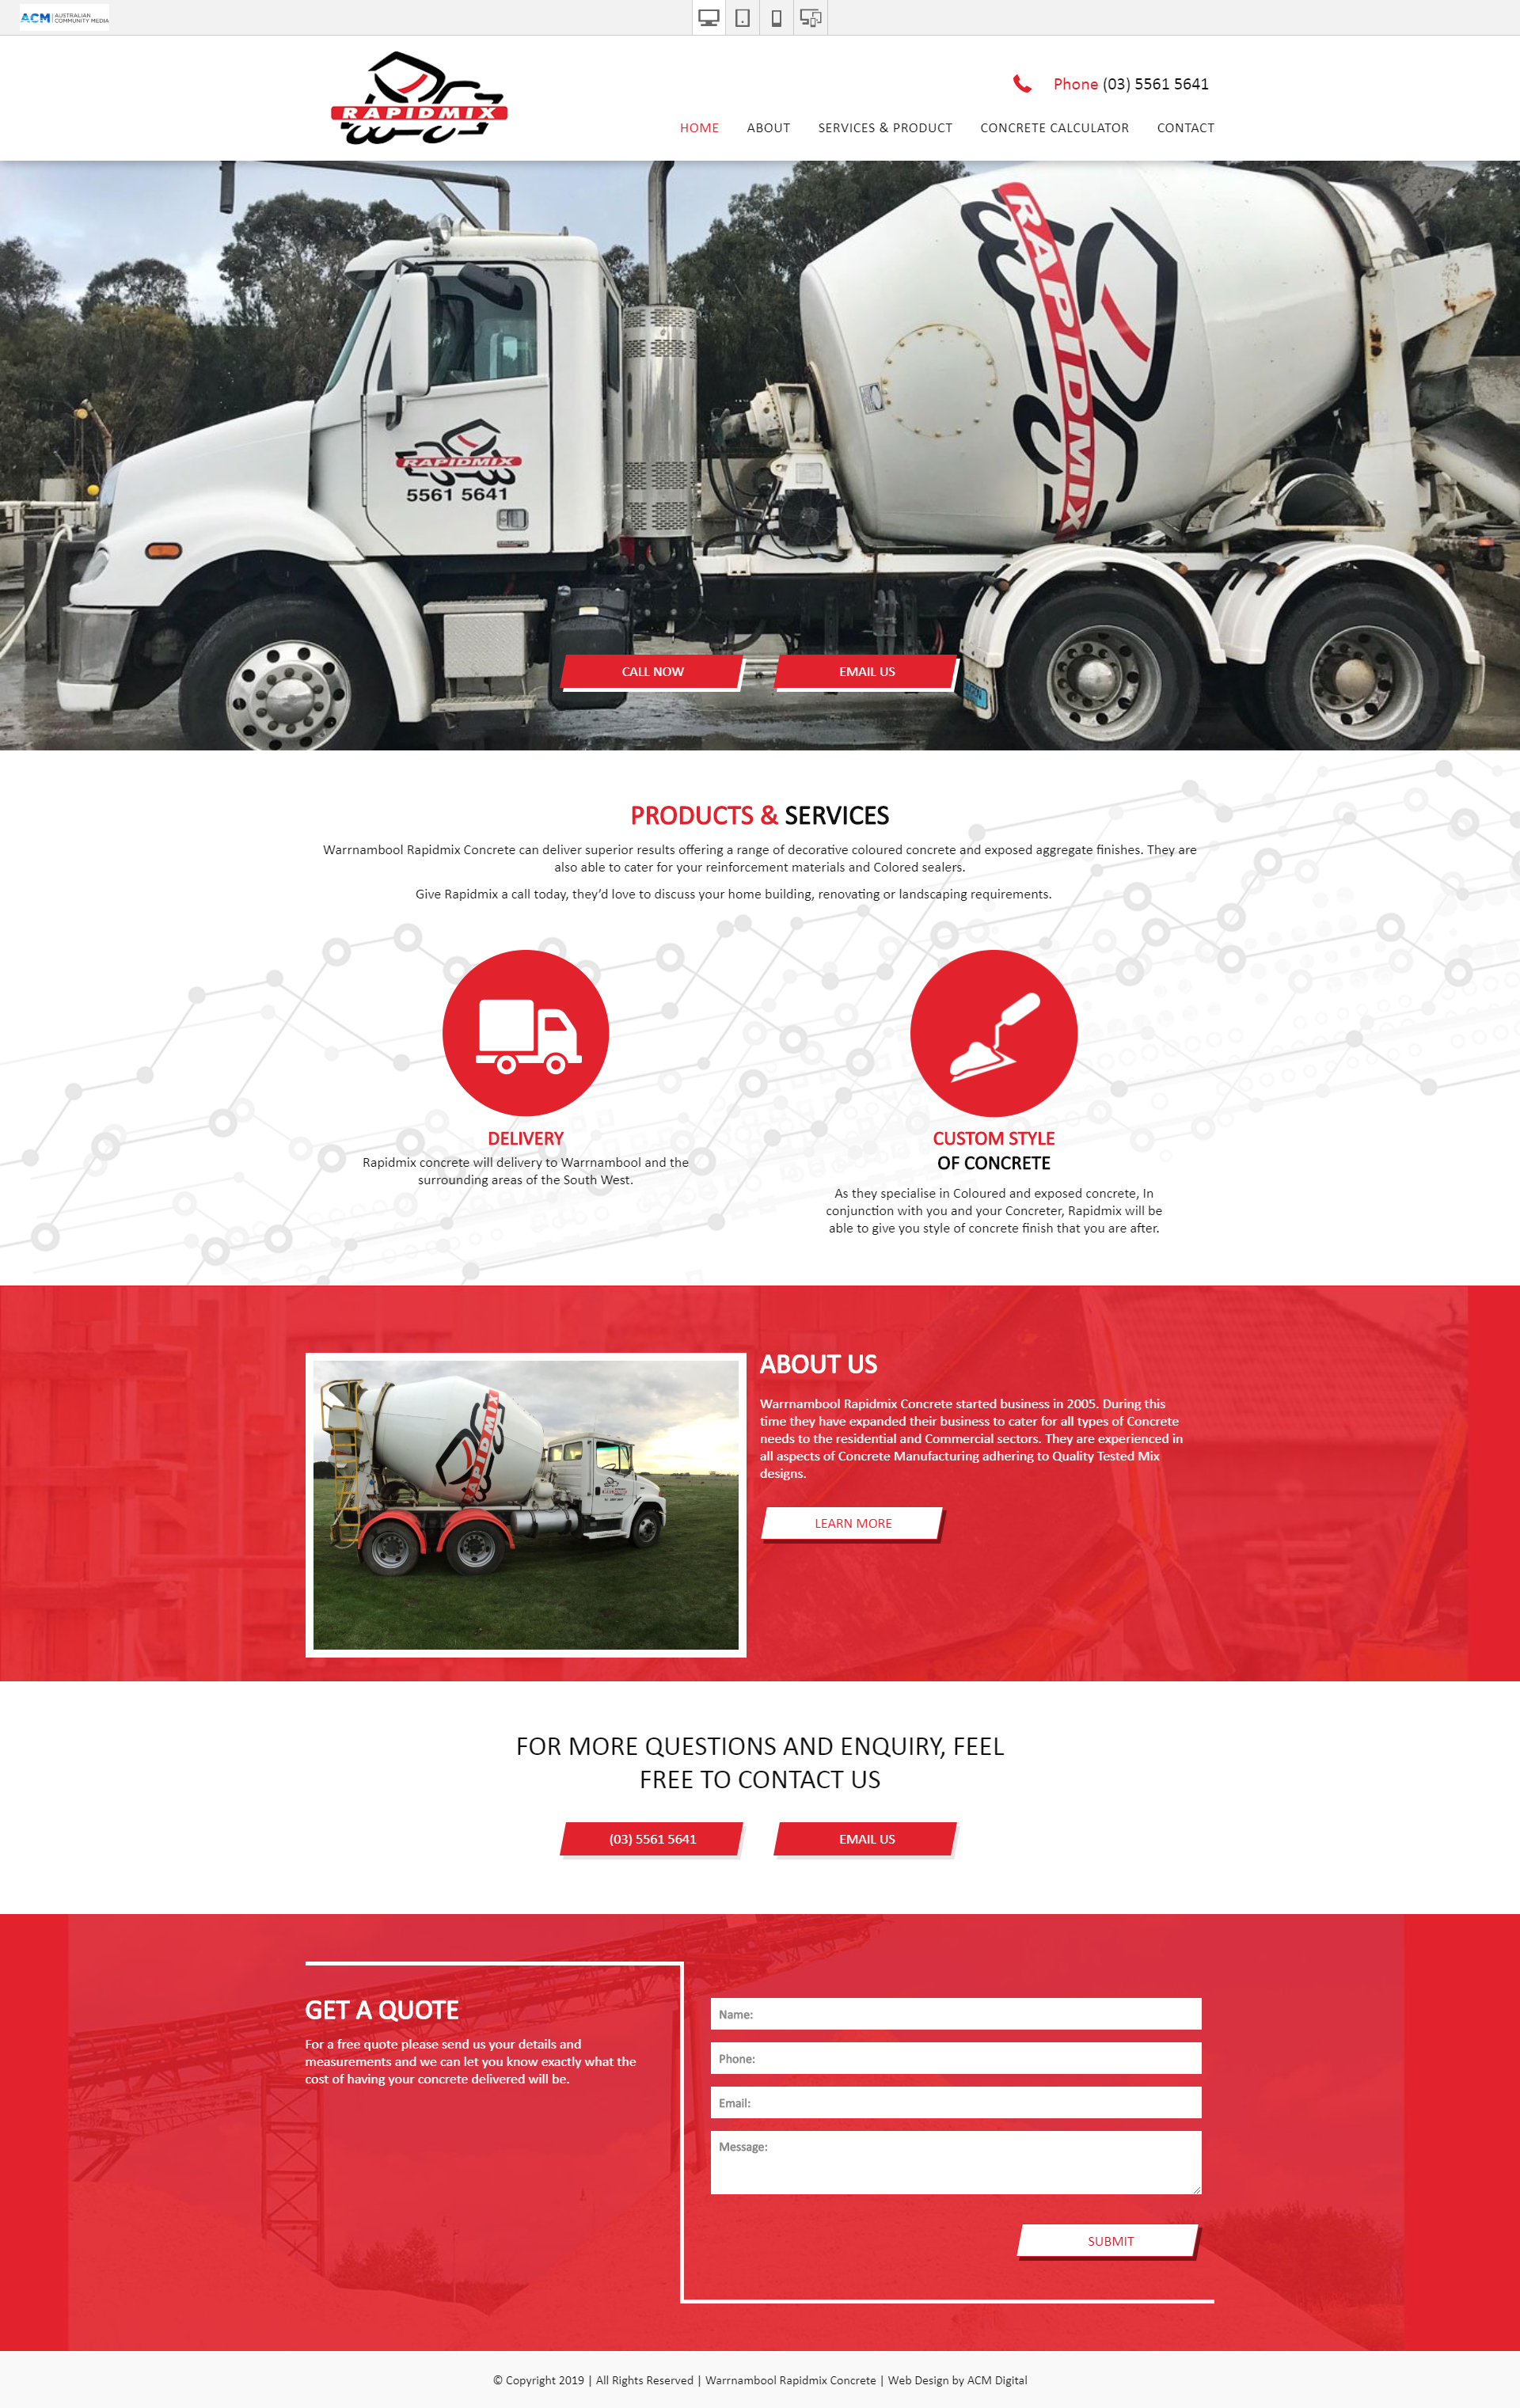 ACM AUSTRALIAN
COMMUNITY MEDIA
RAPIDMIX
Phone (03) 5561 5641
HOME ABOUT SERVICES & PRODUCT CONCRETE CALCULATOR CONTACT
RAPIDMIX
RAPIDMIX
5561 5641
CALL NOW EMAIL US
PRODUCTS & SERVICES
Warrnambool Rapidmix Concrete can deliver superior results offering a range of decorative coloured concrete and exposed aggregate finishes. They are
also able to cater for your reinforcement materials and Colored sealers.
Give Rapidmix a call today, they’d love to discuss your home building, renovating or landscaping requirements.
DELIVERY
Rapidmix concrete will delivery to Warrnambool and the
surrounding areas of the South West.
CUSTOM STYLE
OF CONCRETE
As they specialise in Coloured and exposed concrete, In
conjunction with you and your Concreter, Rapidmix will be
able to give you style of concrete finish that you are after.
RAPIDMIX
ABOUT US
Warrnambool Rapidmix Concrete started business in 2005. During this
time they have expanded their business to cater for all types of Concrete
needs to the residential and Commercial sectors. They are experienced in
all aspects of Concrete Manufacturing adhering to Quality Tested Mix
designs.
LEARN MORE
FOR MORE QUESTIONS AND ENQUIRY, FEEL
FREE TO CONTACT US
(03) 5561 5641 EMAIL US
GET A QUOTE
For a free quote please send us your details and
measurements and we can let you know exactly what the
cost of having your concrete delivered will be.
Name:
Phone:
Email:
Message:
SUBMIT
© Copyright 2019 | All Rights Reserved | Warrnambool Rapidmix Concrete | Web Design by ACM Digital